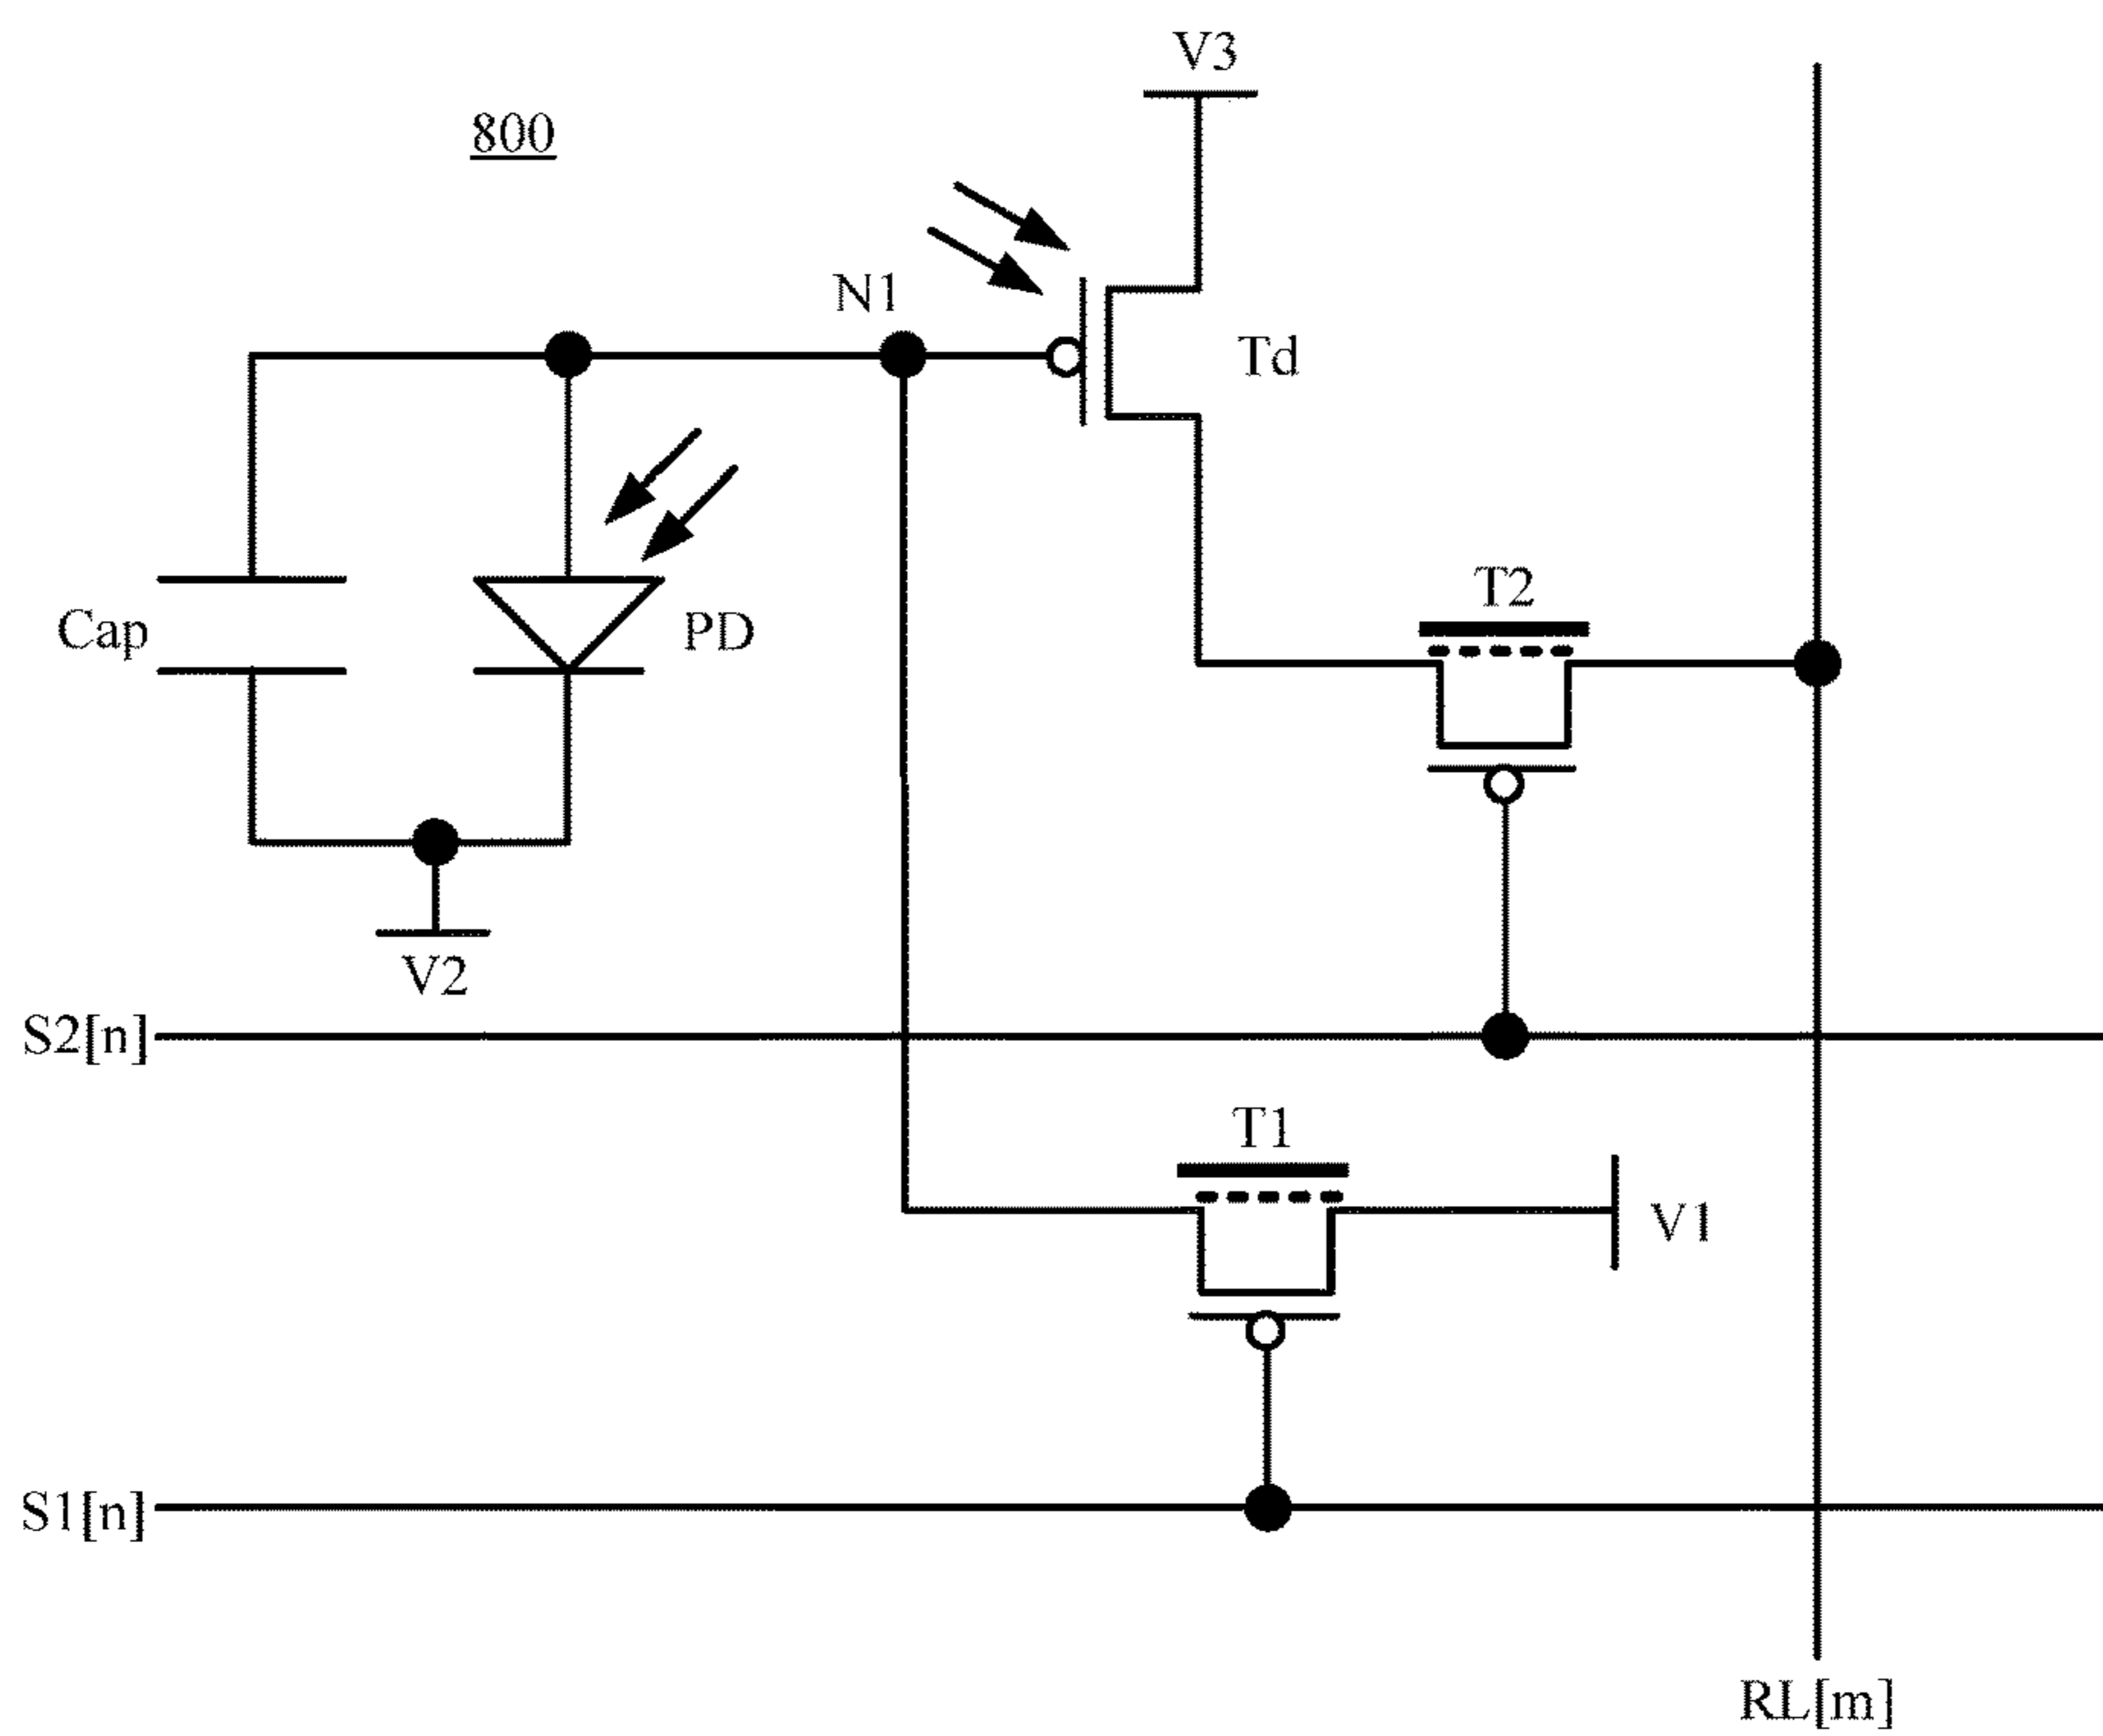 V3
800
N1
Td
T2
Cap
PD
V2
S2[n]
T1
V1
S1[n]
RL[m]